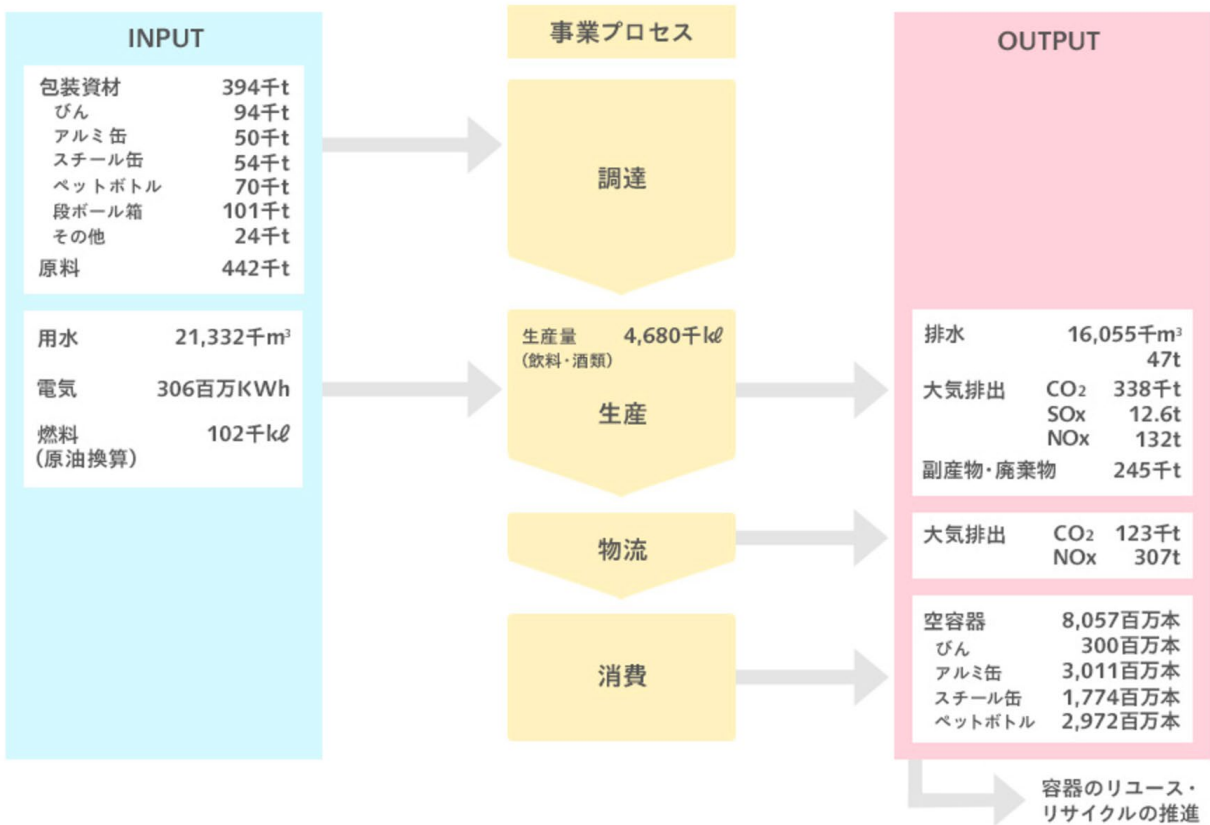 INPUT
包装資材 394千t
びん 94千t
アルミ缶 50千t
スチール缶 54千t
ペットボトル 70千t
段ボール箱 101千t
その他 24千t
原料 442千t
用水 21,332千m³
電気 306百万KWh
燃料 102千kℓ
(原油換算)
事業プロセス
調達
生産量 4,680千kℓ
(飲料・酒類)
生産
物流
消費
OUTPUT
排水 16,055千m³
47t
大気排出 CO₂ 338千t
SOx 12.6t
NOx 132t
副産物・廃棄物 245千t
大気排出 CO₂ 123千t
NOx 307t
空容器 8,057百万本
びん 300百万本
アルミ缶 3,011百万本
スチール缶 1,774百万本
ペットボトル 2,972百万本
容器のリユース・
リサイクルの推進